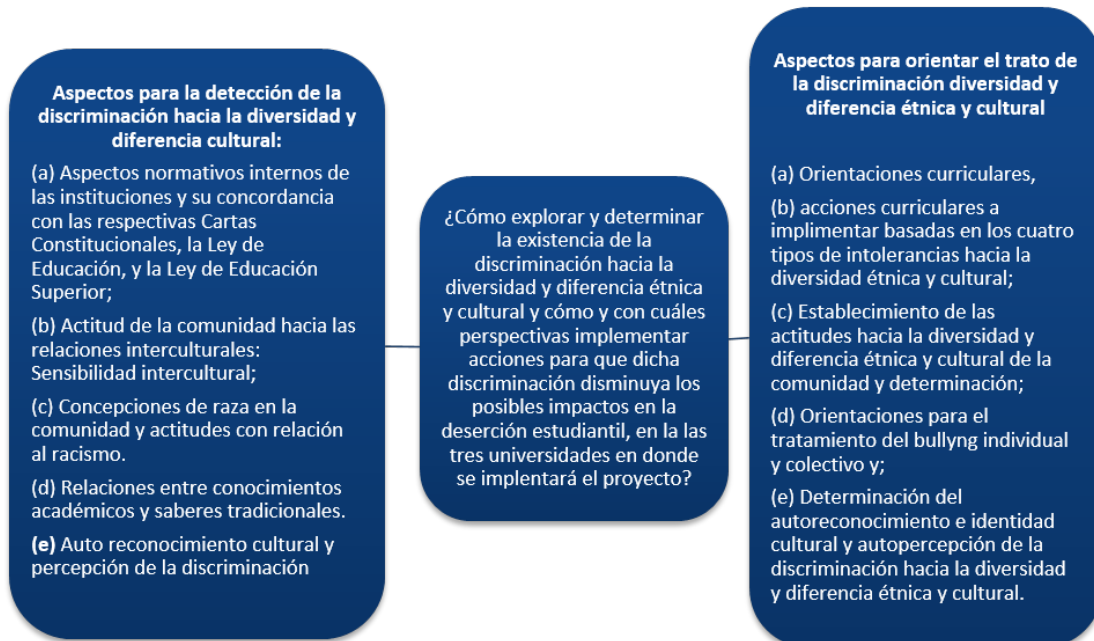 Aspectos para la detección de la
discriminación hacia la diversidad y
diferencia cultural:
(a) Aspectos normativos internos de
las instituciones y su concordancia
con las respectivas Cartas
Constitucionales, la Ley de
Educación, y la Ley de Educación
Superior;
(b) Actitud de la comunidad hacia las
relaciones interculturales:
Sensibilidad intercultural;
(c) Concepciones de raza en la
comunidad y actitudes con relación
al racismo.
(d) Relaciones entre conocimientos
académicos y saberes tradicionales.
(e) Auto reconocimiento cultural y
percepción de la discriminación
¿Cómo explorar y determinar
la existencia de la
discriminación hacia la
diversidad y diferencia étnica
y cultural y cómo y con cuáles
perspectivas implementar
acciones para que dicha
discriminación disminuya los
posibles impactos en la
deserción estudiantil, en la las
tres universidades en donde
se implentará el proyecto?
Aspectos para orientar el trato de
la discriminación diversidad y
diferencia étnica y cultural
(a) Orientaciones curriculares,
(b) acciones curriculares a
implimentar basadas en los cuatro
tipos de intolerancias hacia la
diversidad étnica y cultural;
(c) Establecimiento de las
actitudes hacia la diversidad y
diferencia étnica y cultural de la
comunidad y determinación;
(d) Orientaciones para el
tratamiento del bullyng individual
y colectivo y;
(e) Determinación del
autoreconocimiento e identidad
cultural y autopercepción de la
discriminación hacia la diversidad
y diferencia étnica y cultural.